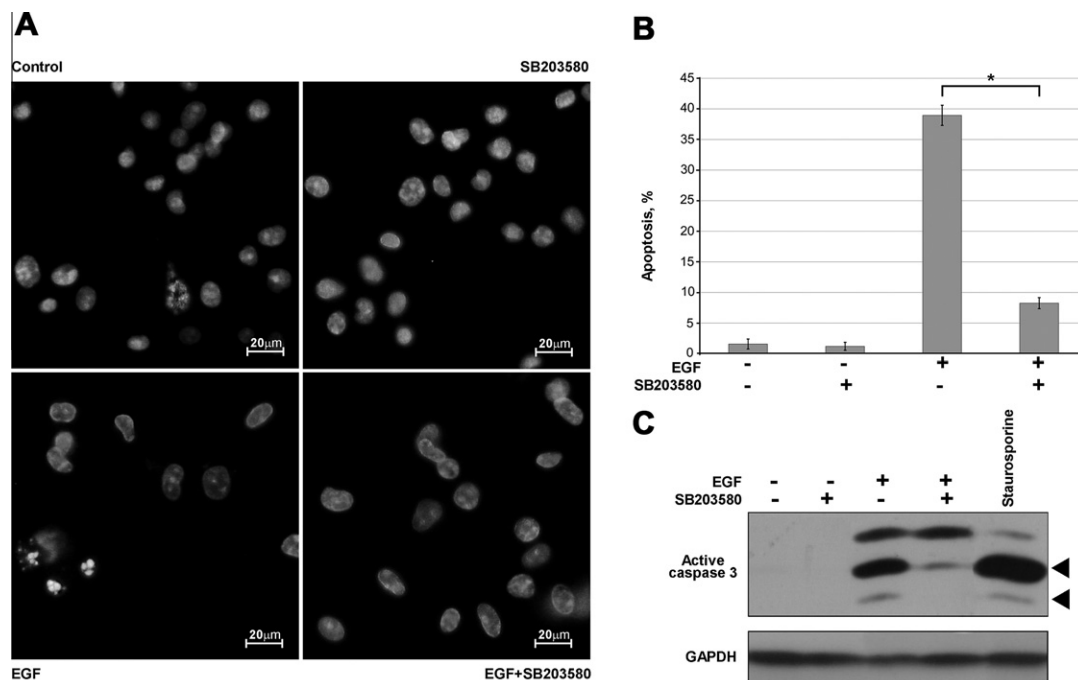 A
Control
SB203580
20μm
20μm
20μm
20μm
EGF
EGF+SB203580
B
Apoptosis, %
45
40
35
30
25
20
15
10
5
0
EGF - - + +
SB203580 - + - +
*
C
Staurosporine
EGF - - + +
SB203580 - + - +
Active
caspase 3
GAPDH